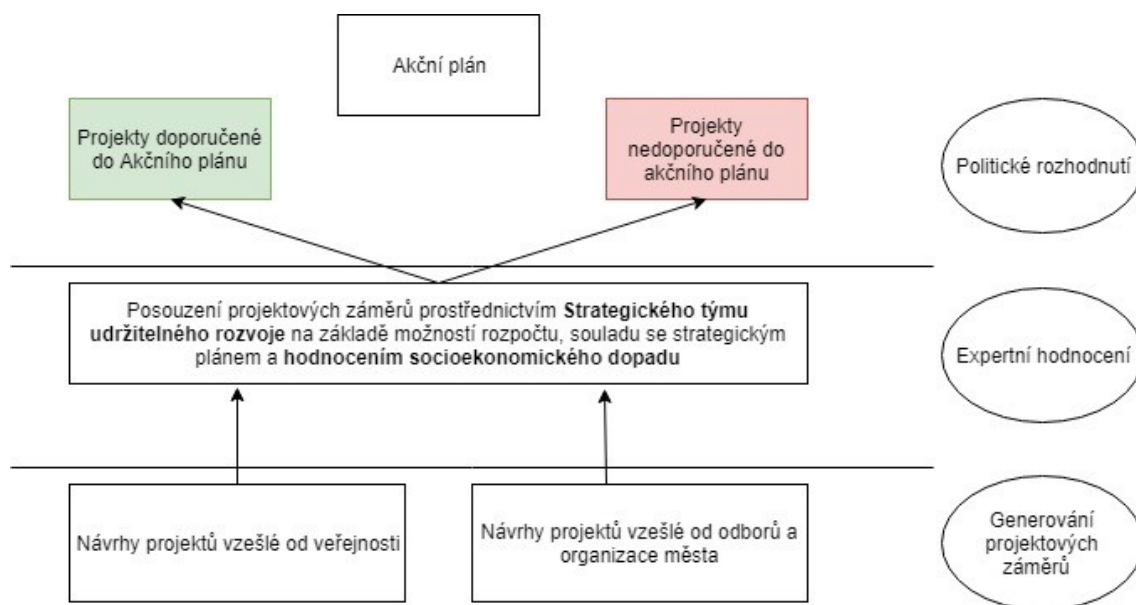 Akční plán
Projekty doporučené
do Akčního plánu
Projekty
nedoporučené do
akčního plánu
Politické rozhodnutí
Posouzení projektových záměrů prostřednictvím Strategického týmu
udržitelného rozvoje na základě možností rozpočtu, souladu se strategickým
plánem a hodnocením socioekonomického dopadu
Expertní hodnocení
Návrhy projektů vzešlé od veřejnosti
Návrhy projektů vzešlé od odborů a
organizace města
Generování
projektových
záměrů